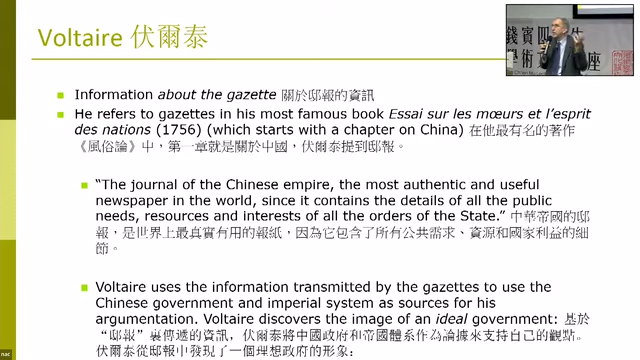 Voltaire 伏爾泰
錢賓四先生
學術 講座
Information about the gazette 關於邸報的資訊
He refers to gazettes in his most famous book Essai sur les mœurs et l'esprit
des nations (1756) (which starts with a chapter on China) 在他最有名的著作
《風俗論》中，第一章就是關於中國，伏爾泰提到邸報。
“The journal of the Chinese empire, the most authentic and useful
newspaper in the world, since it contains the details of all the public
needs, resources and interests of all the orders of the State.” 中華帝國的邸
報，是世界上最真實有用的報紙，因為它包含了所有公共需求、資源和國家利益的細
節。
Voltaire uses the information transmitted by the gazettes to use the
Chinese government and imperial system as sources for his
argumentation. Voltaire discovers the image of an ideal government: 基於
“邸報”裏傳遞的資訊，伏爾泰將中國政府和帝國體系作為論據來支持自己的觀點。
伏爾泰從邸報中發現了一個理想政府的形象：
nac